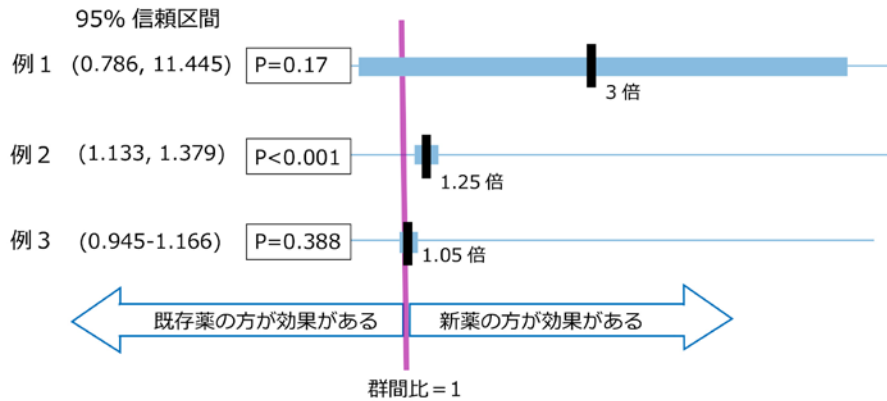 95% 信頼区間
例1 (0.786, 11.445) P=0.17
3 倍
例2 (1.133, 1.379) P<0.001
1.25 倍
例3 (0.945-1.166) P=0.388
1.05 倍
既存薬の方が効果がある 新薬の方が効果がある
群間比=1